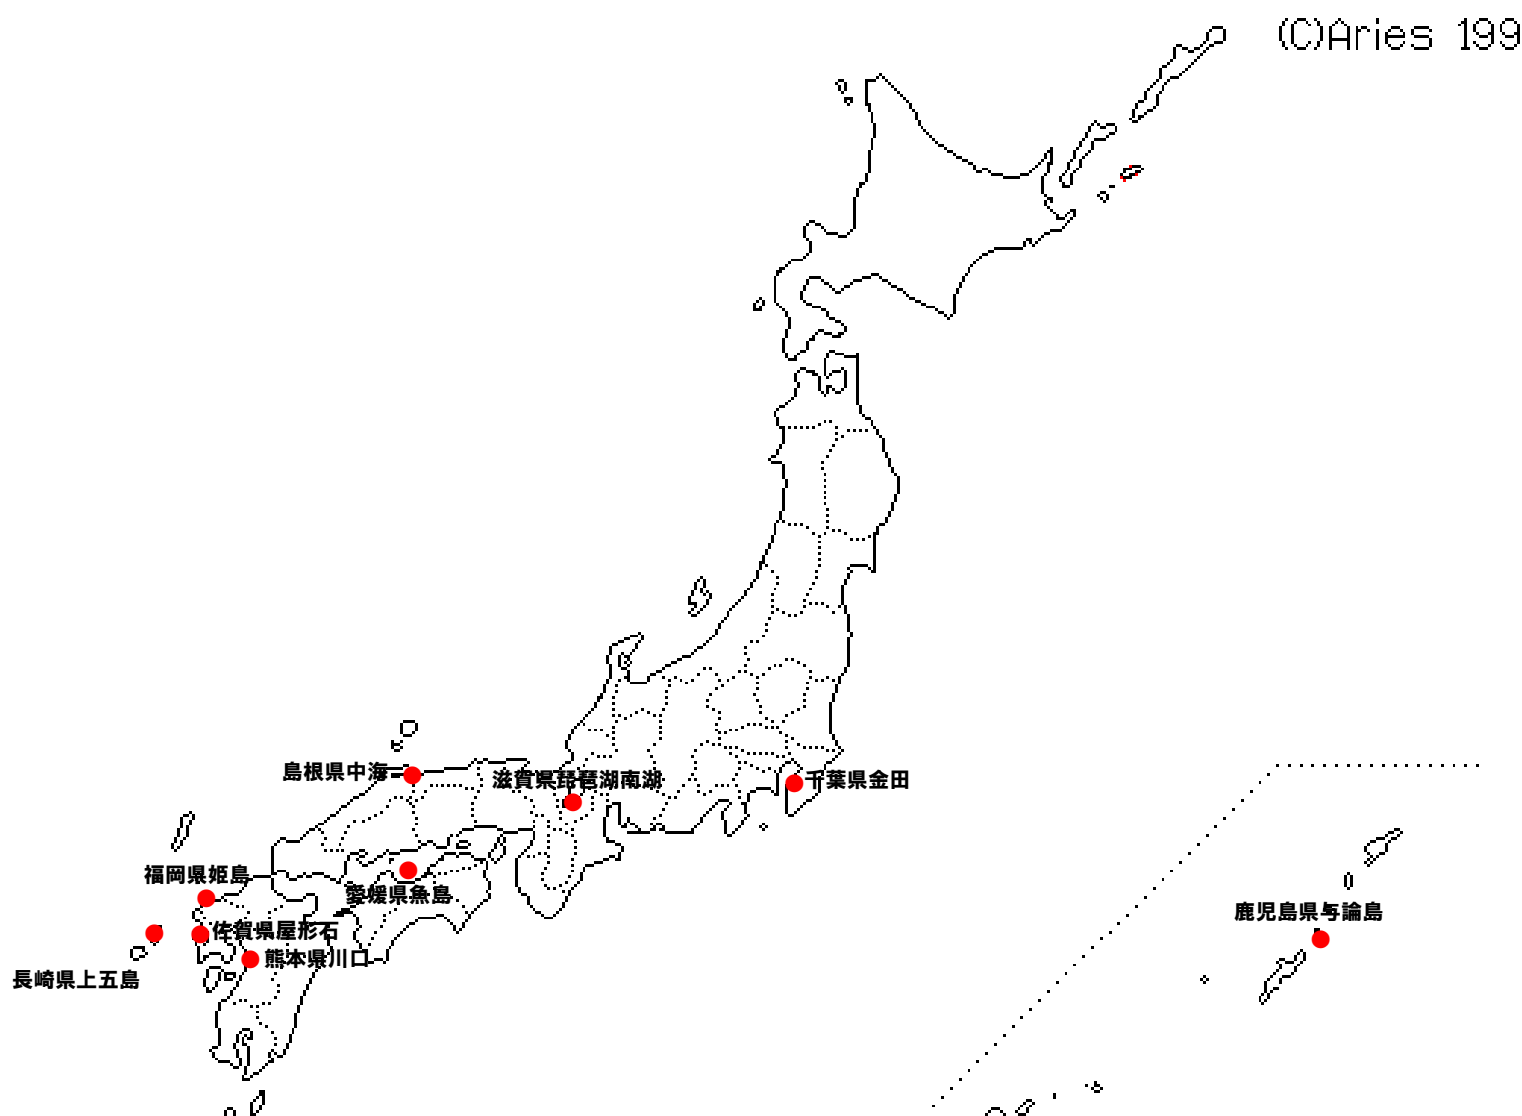 (C)Aries 199
島根県中海
滋賀県琵琶湖南湖
千葉県金田
福岡県姫島
愛媛県魚島
鹿児島県与論島
佐賀県屋形石
熊本県川口
長崎県上五島